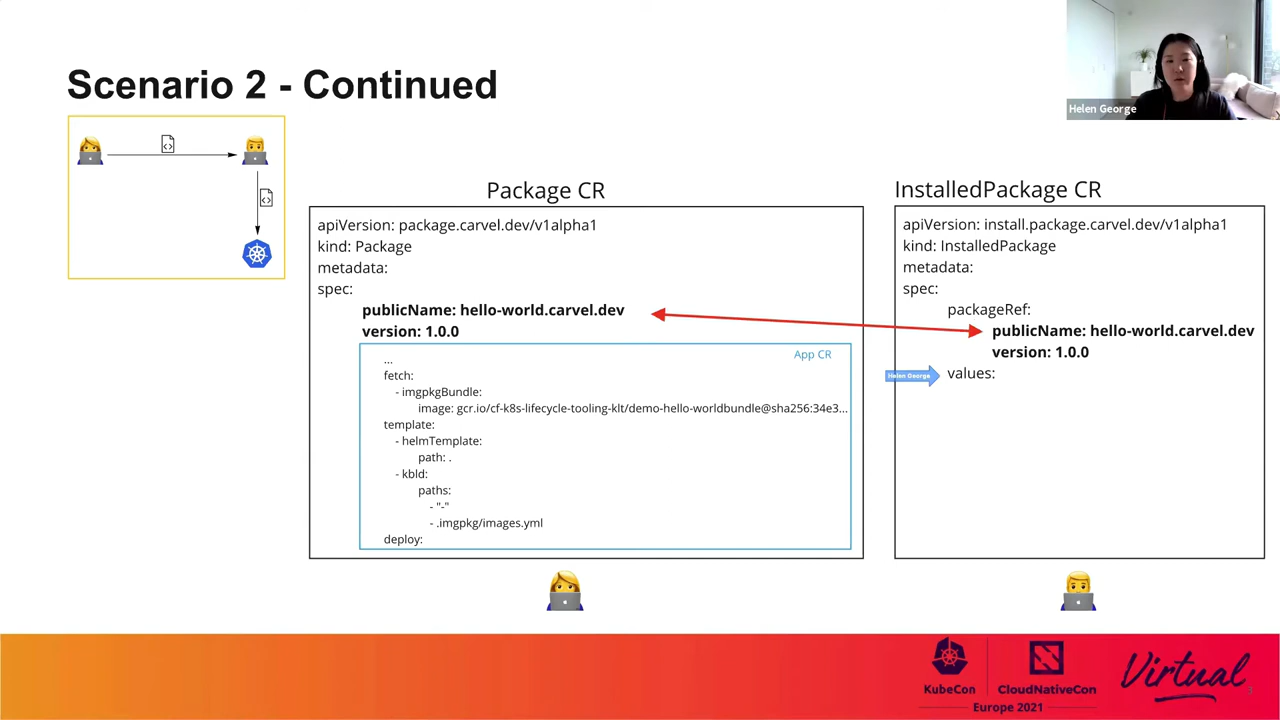 Scenario 2 - Continued
Helen George
Package CR
apiVersion: package.carvel.dev/v1alpha1
kind: Package
metadata:
spec:
publicName: hello-world.carvel.dev
version: 1.0.0
App CR
...
fetch:
- imgpkgBundle:
image: gcr.io/cf-k8s-lifecycle-tooling-klt/demo-hello-worldbundle@sha256:34e3...
template:
- helmTemplate:
path: .
- kbld:
paths:
- "-"
- .imgpkg/images.yml
deploy:
InstalledPackage CR
apiVersion: install.package.carvel.dev/v1alpha1
kind: InstalledPackage
metadata:
spec:
packageRef:
publicName: hello-world.carvel.dev
version: 1.0.0
Helen George
values:
KubeCon
CloudNativeCon
Europe 2021
Virtual
3